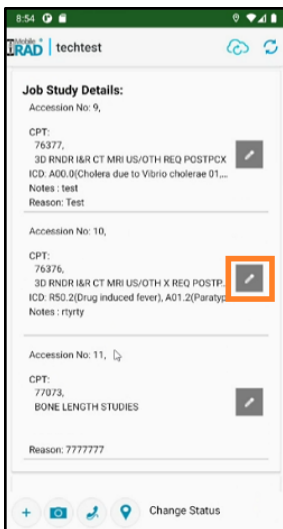 8:54
Mobile
RAD | techtest
Job Study Details:
Accession No: 9,
CPT:
76377,
3D RNDR I&R CT MRI US/OTH REQ POSTPCX
ICD: A00.0(Cholera due to Vibrio cholerae 01,...
Notes : test
Reason: Test
Accession No: 10,
CPT:
76376,
3D RNDR I&R CT MRI US/OTH X REQ POSTP...
ICD: R50.2(Drug induced fever), A01.2(Paratyp
Notes : rtyrty
Accession No: 11,
CPT:
77073,
BONE LENGTH STUDIES
Reason: 7777777
Change Status